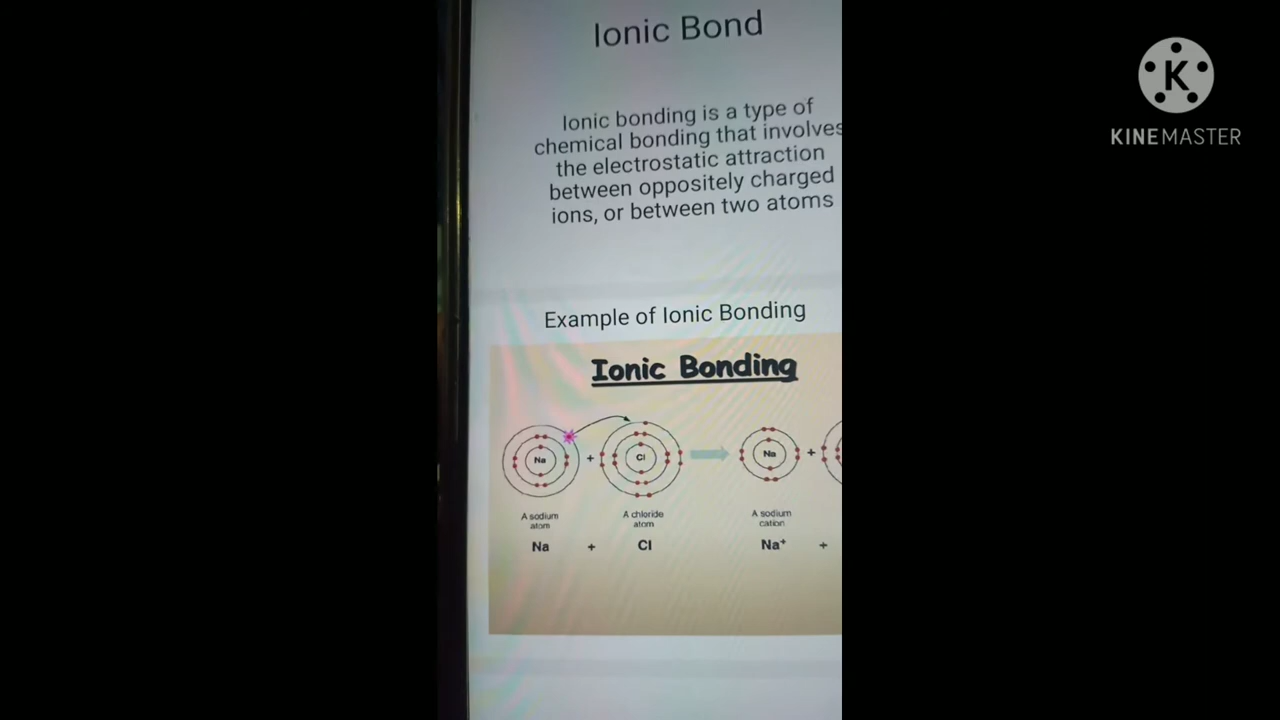 Ionic Bond
Ionic bonding is a type of
chemical bonding that involves
the electrostatic attraction
between oppositely charged
ions, or between two atoms
Example of Ionic Bonding
Ionic Bonding
Na + Cl Na +
A sodium atom
A chloride atom
A sodium cation
Na + Cl Na⁺ +
K
KINEMASTER